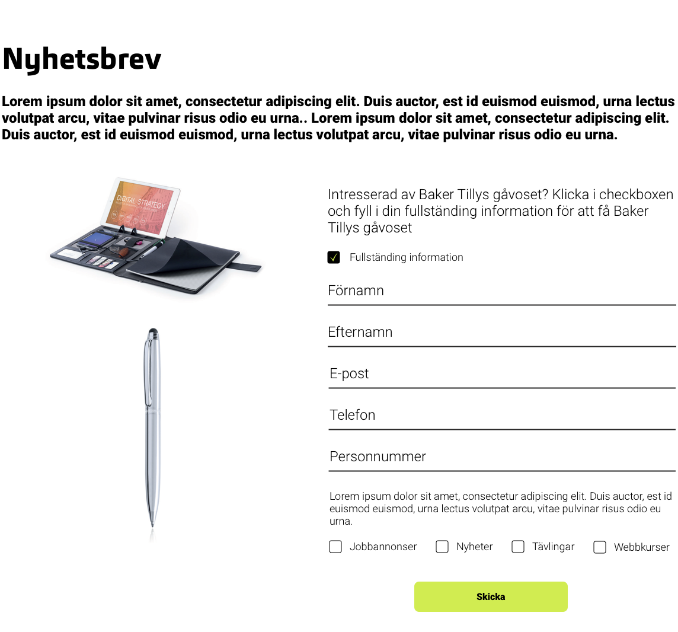 Nyhetsbrev
Lorem ipsum dolor sit amet, consectetur adipiscing elit. Duis auctor, est id euismod euismod, urna lectus
volutpat arcu, vitae pulvinar risus odio eu urna.. Lorem ipsum dolor sit amet, consectetur adipiscing elit.
Duis auctor, est id euismod euismod, urna lectus volutpat arcu, vitae pulvinar risus odio eu urna.
DIGITAL STRATEGY
Intresserad av Baker Tillys gåvoset? Klicka i checkboxen
och fyll i din fullständing information för att få Baker
Tillys gåvoset
Fullständing information
Förnamn
Efternamn
E-post
Telefon
Personnummer
Lorem ipsum dolor sit amet, consectetur adipiscing elit. Duis auctor, est id
euismod euismod, urna lectus volutpat arcu, vitae pulvinar risus odio eu
urna.
Jobbannonser Nyheter Tävlingar Webbkurser
Skicka